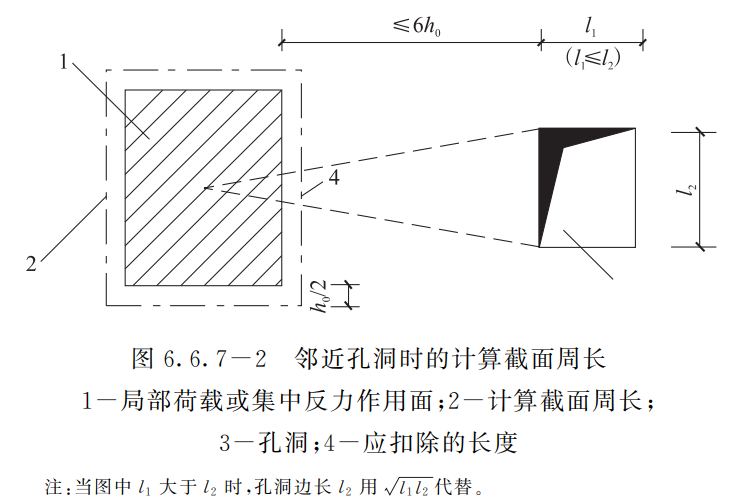 ≤6h₀
l₁
(l₁≤l₂)
1
4
l₂
2
h₀/2
图 6.6.7－2 邻近孔洞时的计算截面周长
1－局部荷载或集中反力作用面;2－计算截面周长;
3－孔洞;4－应扣除的长度
注:当图中 l₁ 大于 l₂ 时,孔洞边长 l₂ 用 √l₁l₂ 代替。